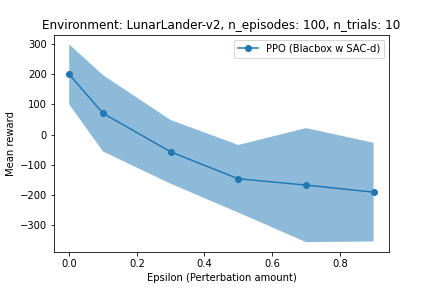 Environment: LunarLander-v2, n_episodes: 100, n_trials: 10
PPO (Blacbox w SAC-d)
Mean reward
300
200
100
0
−100
−200
−300
0.0 0.2 0.4 0.6 0.8
Epsilon (Perterbation amount)